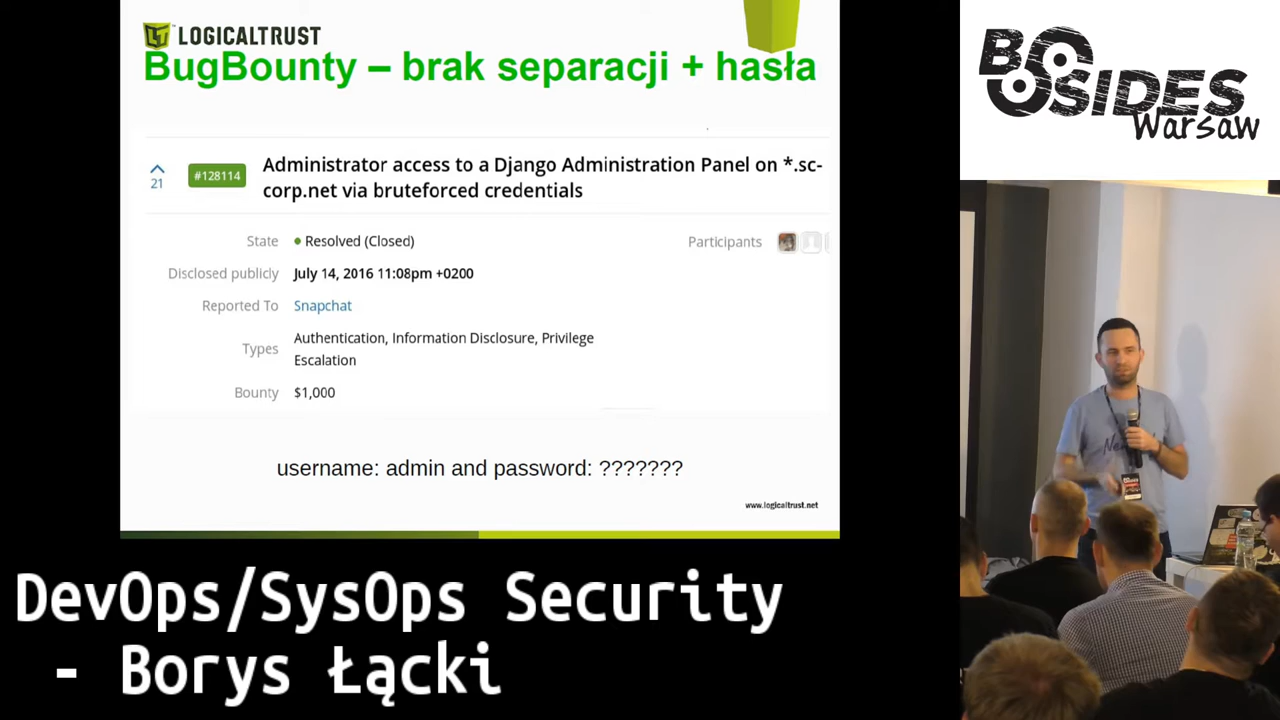 LOGICALTRUST
BugBounty – brak separacji + hasła
21
#128114
Administrator access to a Django Administration Panel on *.sc-
corp.net via bruteforced credentials
State
Resolved (Closed)
Participants
Disclosed publicly
July 14, 2016 11:08pm +0200
Reported To
Snapchat
Types
Authentication, Information Disclosure, Privilege
Escalation
Bounty
$1,000
username: admin and password: ???????
www.logicaltrust.net
BSIDES
Warsaw
DevOps/SysOps Security
- Borys Łącki